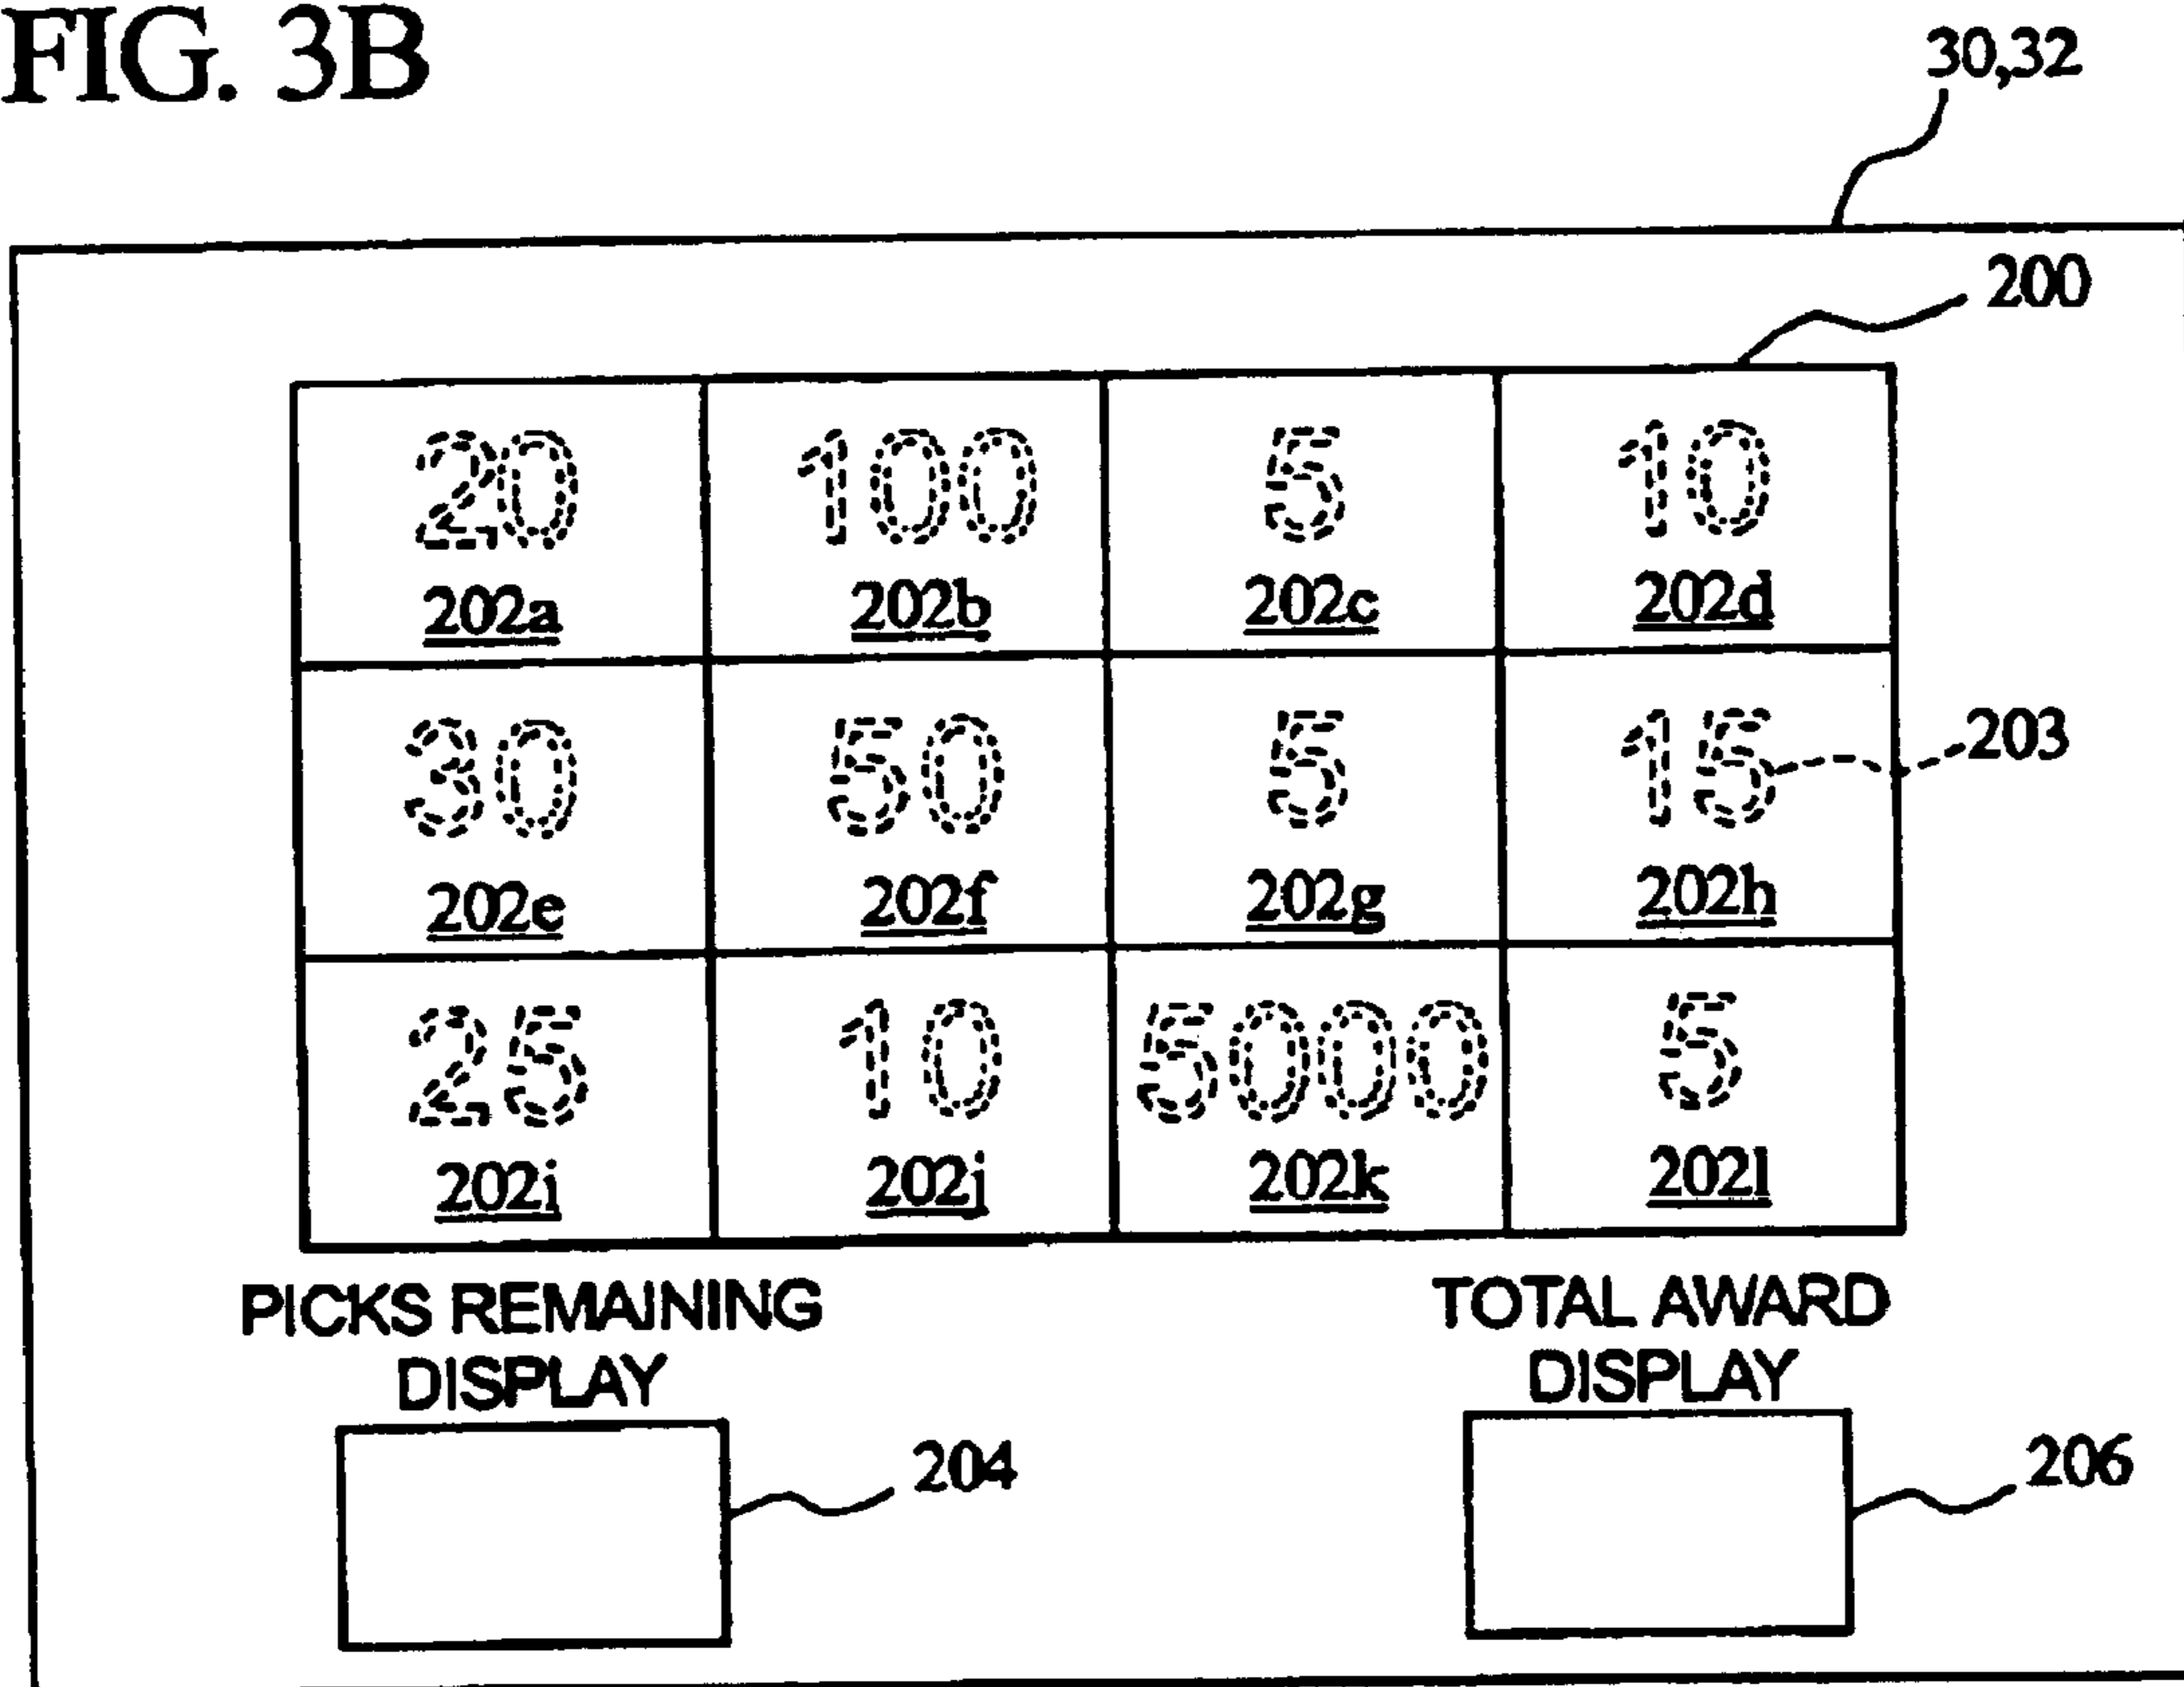 FIG. 3B
30,32
200
20 100 5 10
202a 202b 202c 202d
30 50 5 15 203
202e 202f 202g 202h
25 10 5000 5
202i 202j 202k 202l
PICKS REMAINING DISPLAY
TOTAL AWARD DISPLAY
204
206